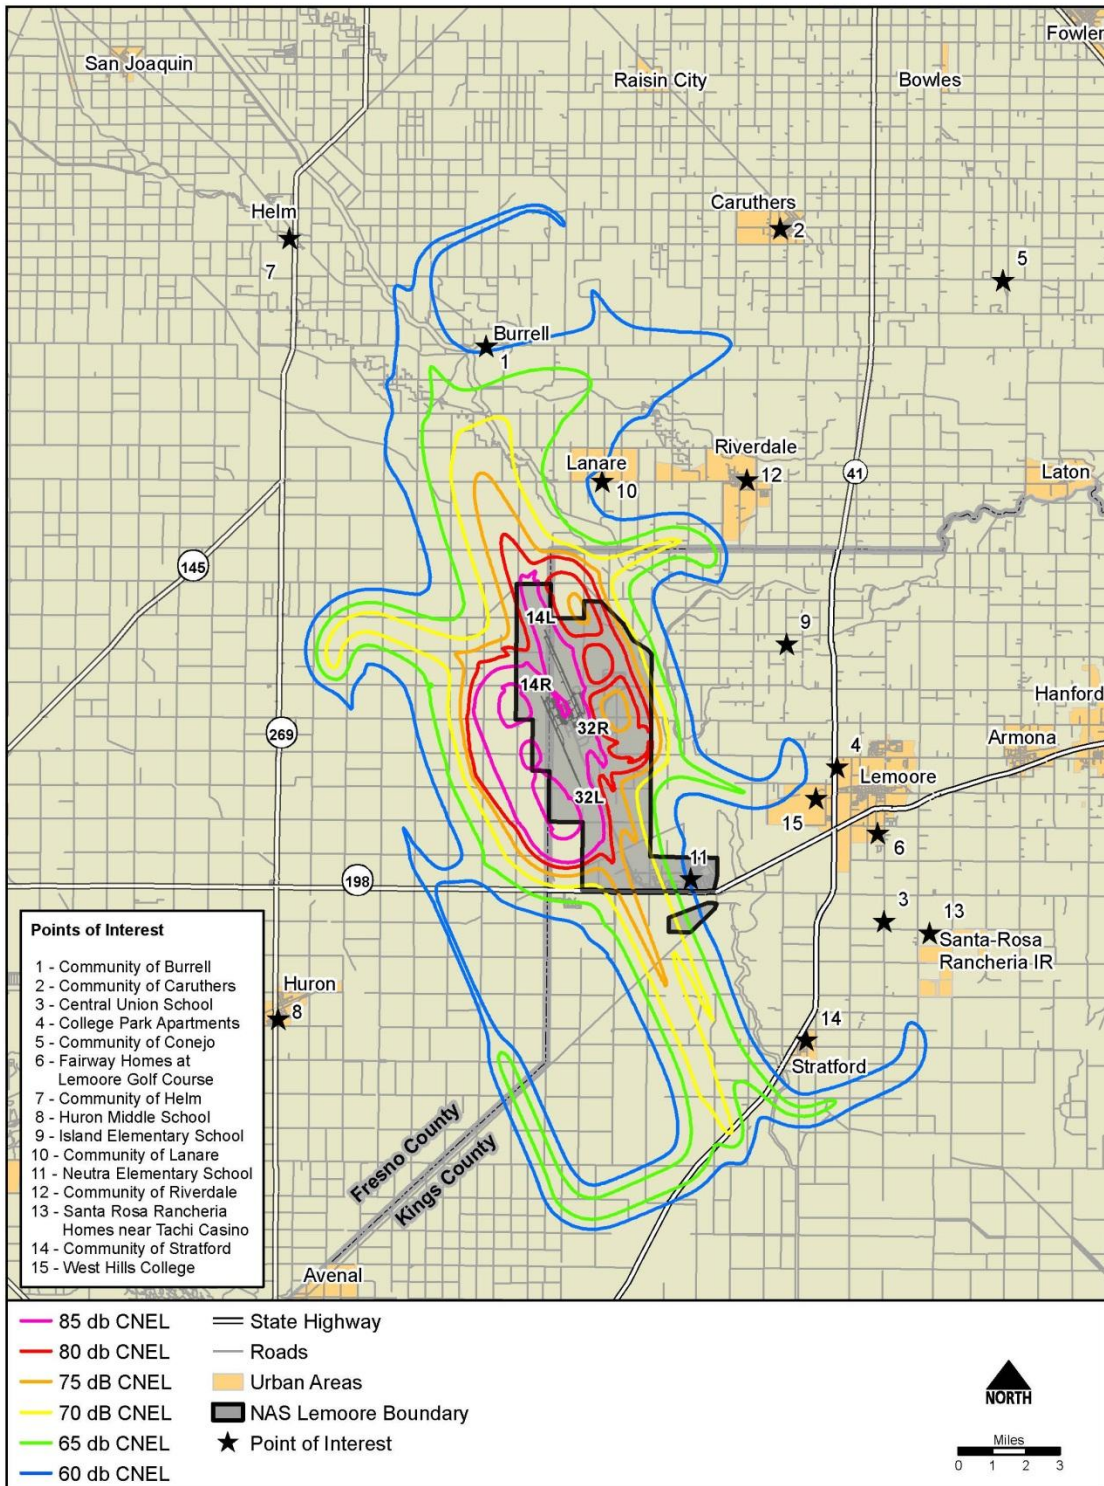 Fowler
San Joaquin
Raisin City
Bowles
Helm
7
Caruthers
2
5
Burrell
1
Lanare
10
Riverdale
12
41
Laton
145
14L
9
14R
Hanford
269
32R
Armona
4
Lemoore
32L
15
6
11
198
3
13
Santa-Rosa
Rancheria IR
Huron
8
14
Stratford
Fresno County
Kings County
Avenal
Points of Interest
1 - Community of Burrell
2 - Community of Caruthers
3 - Central Union School
4 - College Park Apartments
5 - Community of Conejo
6 - Fairway Homes at
Lemoore Golf Course
7 - Community of Helm
8 - Huron Middle School
9 - Island Elementary School
10 - Community of Lanare
11 - Neutra Elementary School
12 - Community of Riverdale
13 - Santa Rosa Rancheria
Homes near Tachi Casino
14 - Community of Stratford
15 - West Hills College
85 db CNEL
80 db CNEL
75 dB CNEL
70 dB CNEL
65 db CNEL
60 db CNEL
State Highway
Roads
Urban Areas
NAS Lemoore Boundary
Point of Interest
NORTH
Miles
0 1 2 3